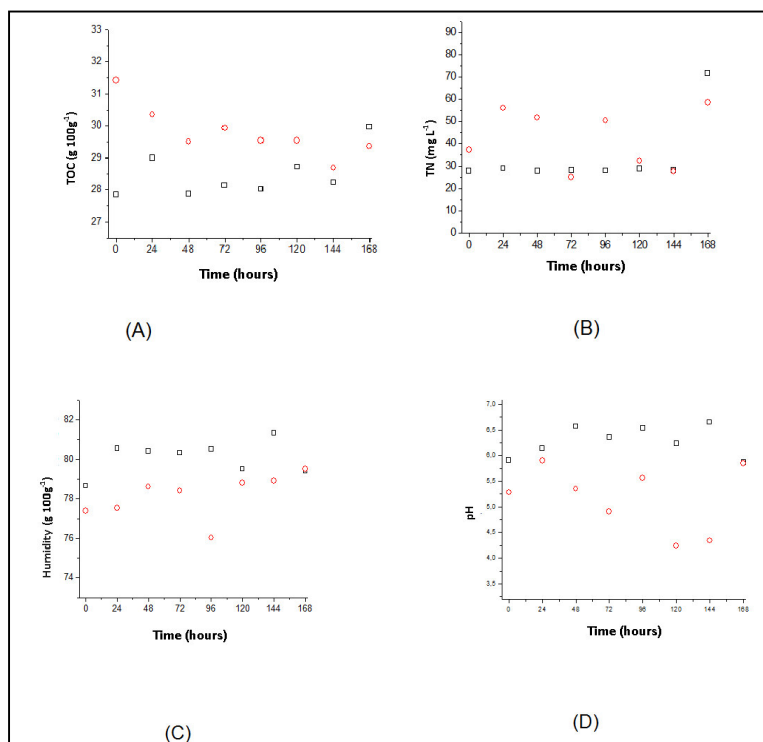 TOC (g 100g⁻¹)
33
32
31
30
29
28
27
0 24 48 72 96 120 144 168
Time (hours)
(A)
TN (mg L⁻¹)
90
80
70
60
50
40
30
20
10
0
0 24 48 72 96 120 144 168
Time (hours)
(B)
Humidity (g 100g⁻¹)
82
80
78
76
74
0 24 48 72 96 120 144 168
Time (hours)
(C)
pH
7,0
6,5
6,0
5,5
5,0
4,5
4,0
3,5
0 24 48 72 96 120 144 168
Time (hours)
(D)